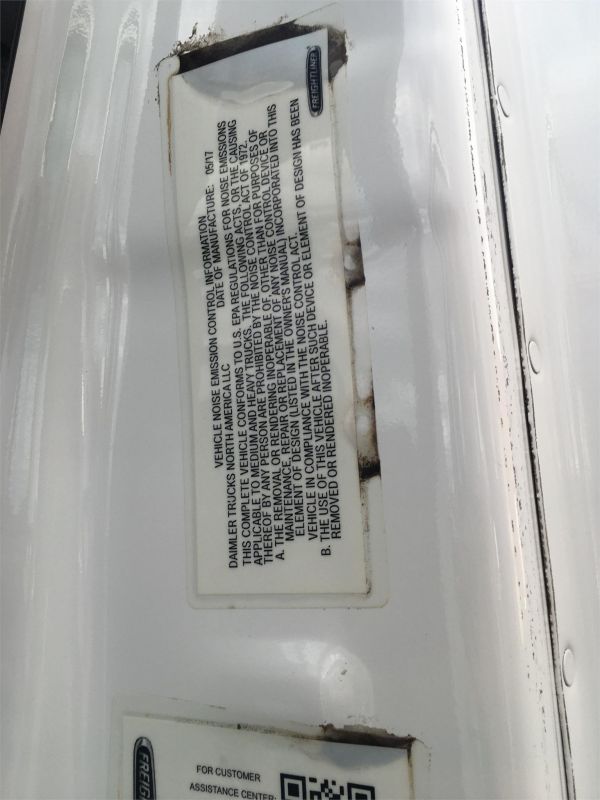 FREIGHTLINER
VEHICLE NOISE EMISSION CONTROL INFORMATION
DAIMLER TRUCKS NORTH AMERICA LLC DATE OF MANUFACTURE: 05/17
THIS COMPLETE VEHICLE CONFORMS TO U.S. EPA REGULATIONS FOR NOISE EMISSIONS
APPLICABLE TO MEDIUM AND HEAVY TRUCKS. THE FOLLOWING ACTS, OR THE CAUSING
THEREOF BY ANY PERSON ARE PROHIBITED BY THE NOISE CONTROL ACT OF 1972.
A. THE REMOVAL OR RENDERING INOPERABLE OF, OTHER THAN FOR PURPOSES OF
MAINTENANCE, REPAIR OR REPLACEMENT OF ANY NOISE CONTROL DEVICE OR
ELEMENT OF DESIGN (LISTED IN THE OWNER'S MANUAL) INCORPORATED INTO THIS
VEHICLE IN COMPLIANCE WITH THE NOISE CONTROL ACT.
B. THE USE OF THIS VEHICLE AFTER SUCH DEVICE OR ELEMENT OF DESIGN HAS BEEN
REMOVED OR RENDERED INOPERABLE.
FREIG
FOR CUSTOMER
ASSISTANCE CENTER: